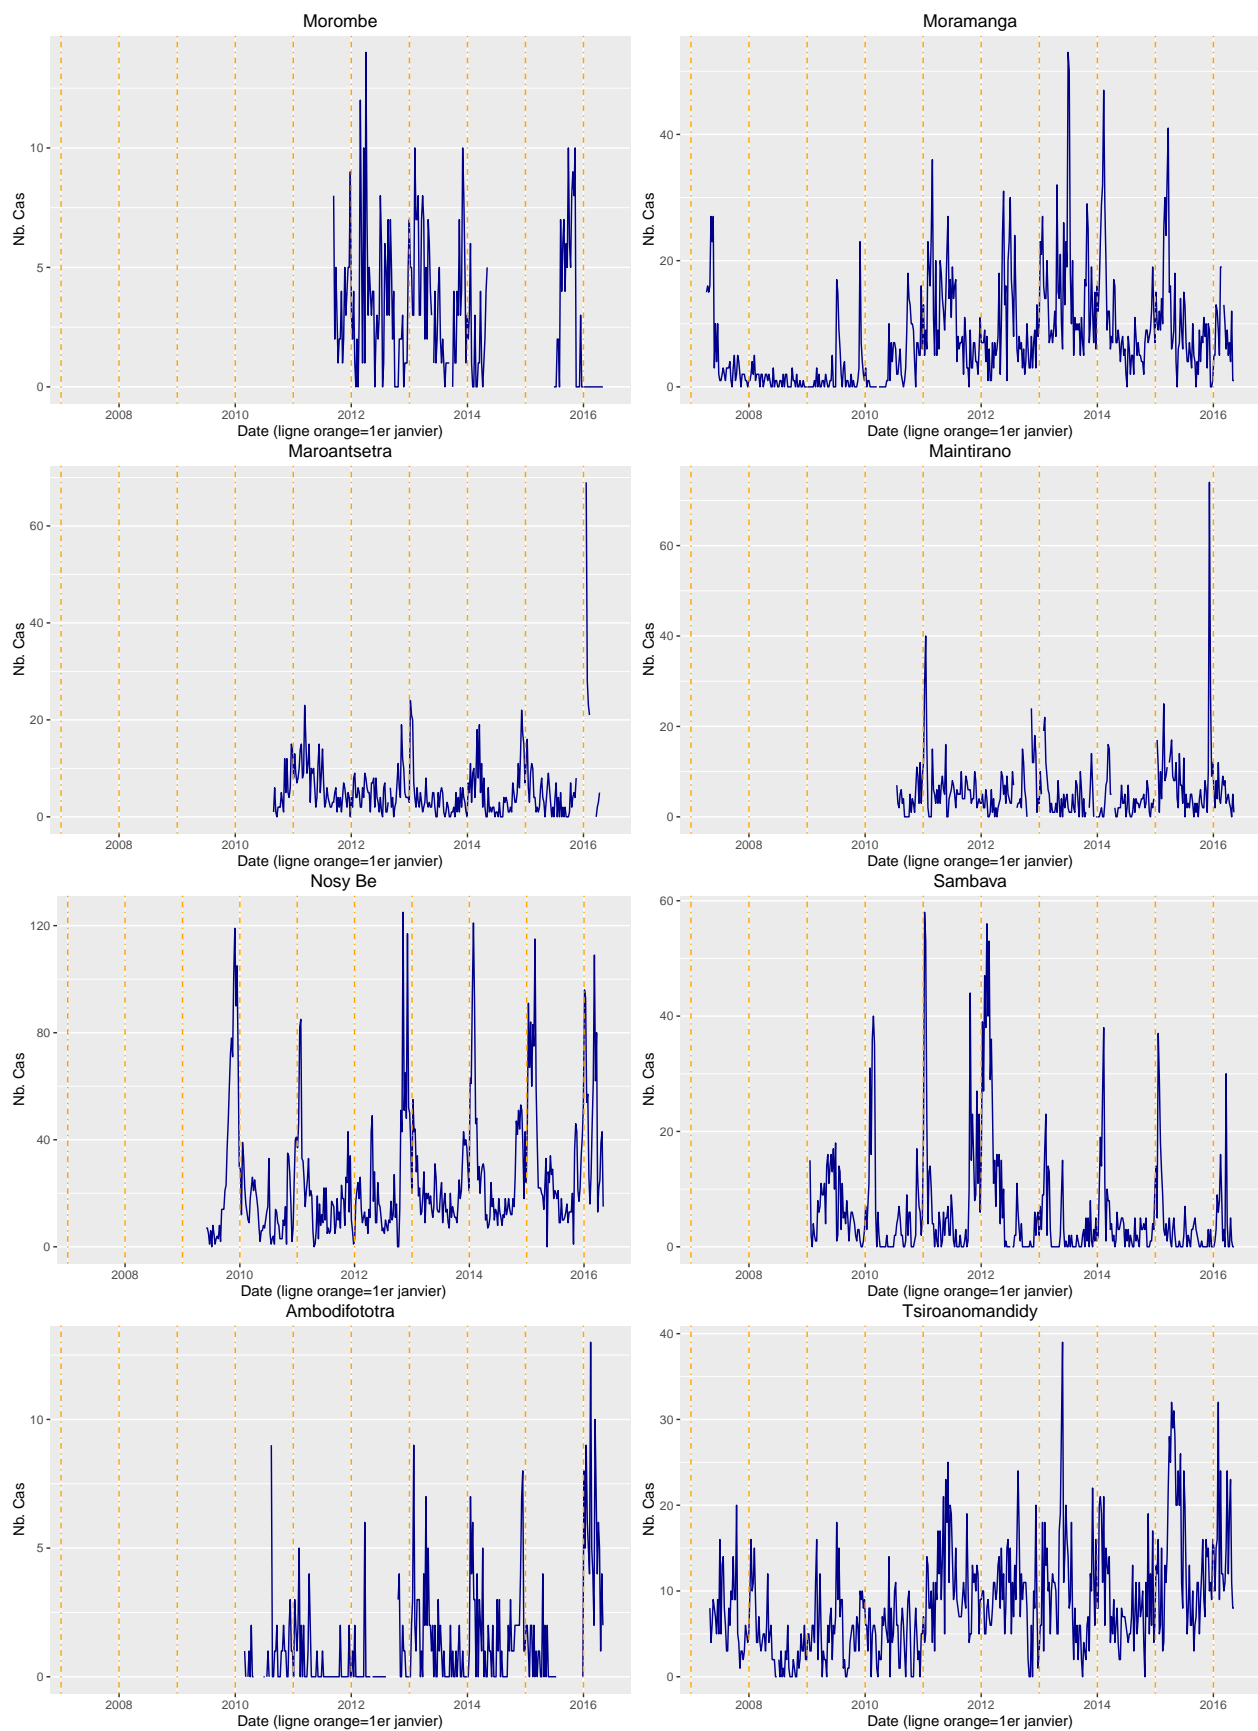 Morombe
Moramanga
Nb. Cas
10
5
0
2008 2010 2012 2014 2016
Date (ligne orange=1er janvier)
Nb. Cas
40
20
0
2008 2010 2012 2014 2016
Date (ligne orange=1er janvier)
Maroantsetra
Maintirano
Nb. Cas
60
40
20
0
2008 2010 2012 2014 2016
Date (ligne orange=1er janvier)
Nb. Cas
60
40
20
0
2008 2010 2012 2014 2016
Date (ligne orange=1er janvier)
Nosy Be
Sambava
Nb. Cas
120
80
40
0
2008 2010 2012 2014 2016
Date (ligne orange=1er janvier)
Nb. Cas
60
40
20
0
2008 2010 2012 2014 2016
Date (ligne orange=1er janvier)
Ambodifototra
Tsiroanomandidy
Nb. Cas
10
5
0
2008 2010 2012 2014 2016
Date (ligne orange=1er janvier)
Nb. Cas
40
30
20
10
0
2008 2010 2012 2014 2016
Date (ligne orange=1er janvier)